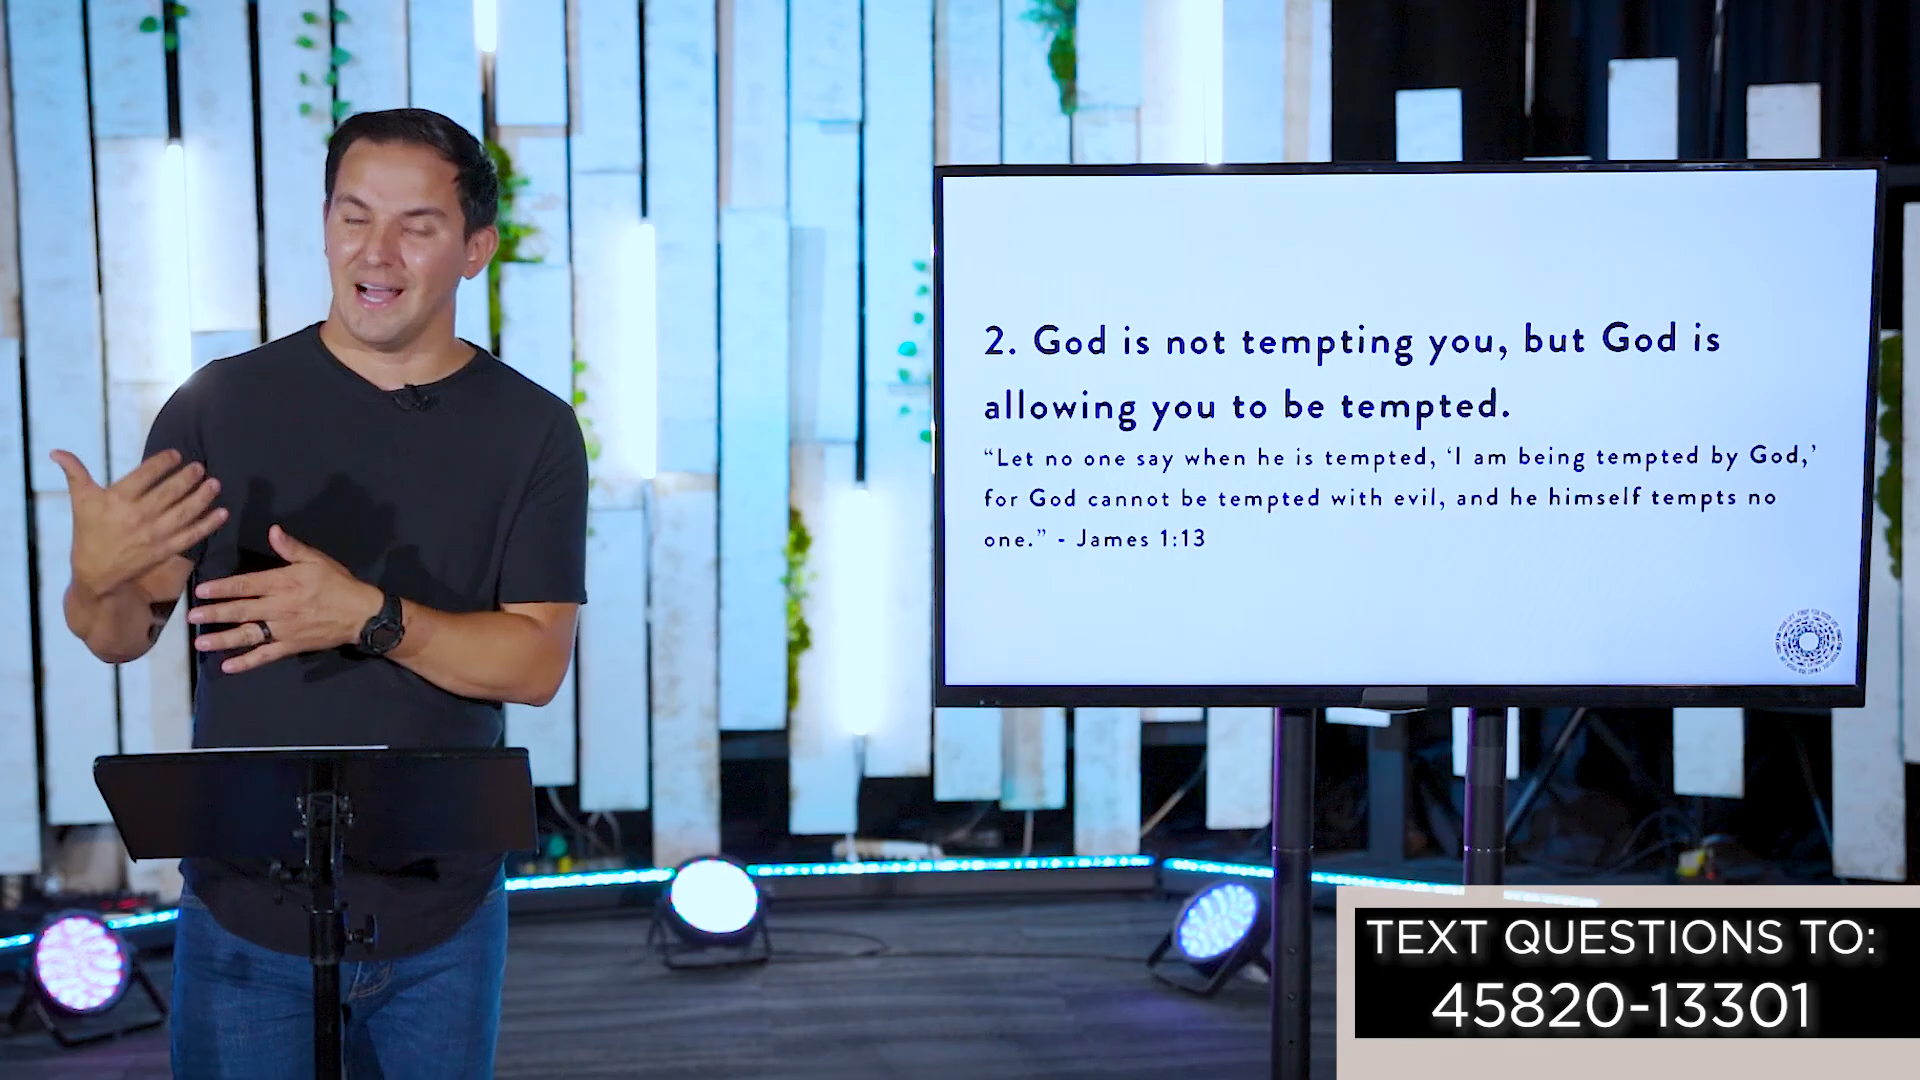 2. God is not tempting you, but God is
allowing you to be tempted.
“Let no one say when he is tempted, ‘I am being tempted by God,’
for God cannot be tempted with evil, and he himself tempts no
one.” - James 1:13
TEXT QUESTIONS TO:
45820-13301